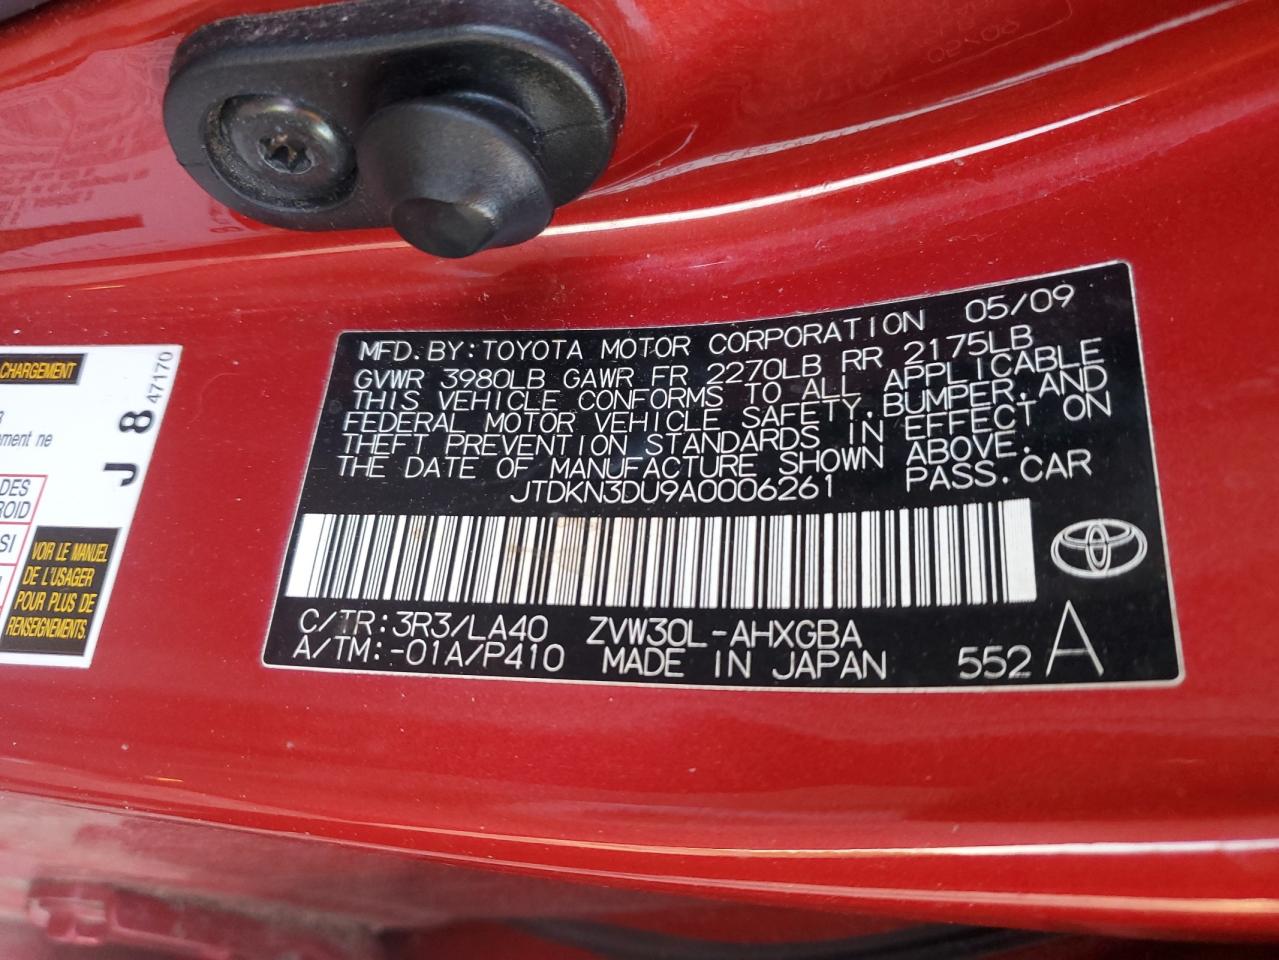 MFD. BY: TOYOTA MOTOR CORPORATION 05/09
GVWR 3980LB GAWR FR 2270LB RR 2175LB
THIS VEHICLE CONFORMS TO ALL APPLICABLE
FEDERAL MOTOR VEHICLE SAFETY, BUMPER, AND
THEFT PREVENTION STANDARDS IN EFFECT ON
THE DATE OF MANUFACTURE SHOWN ABOVE.
JTDKN3DU9A0006261 PASS. CAR
C/TR: 3R3/LA40 ZVW30L-AHXGBA
A/TM: -01A/P410 MADE IN JAPAN 552 A
CHARGEMENT
ement ne
J 8 47170
DES
ROID
SI
VOIR LE MANUEL
DE L'USAGER
POUR PLUS DE
RENSEIGNEMENTS.